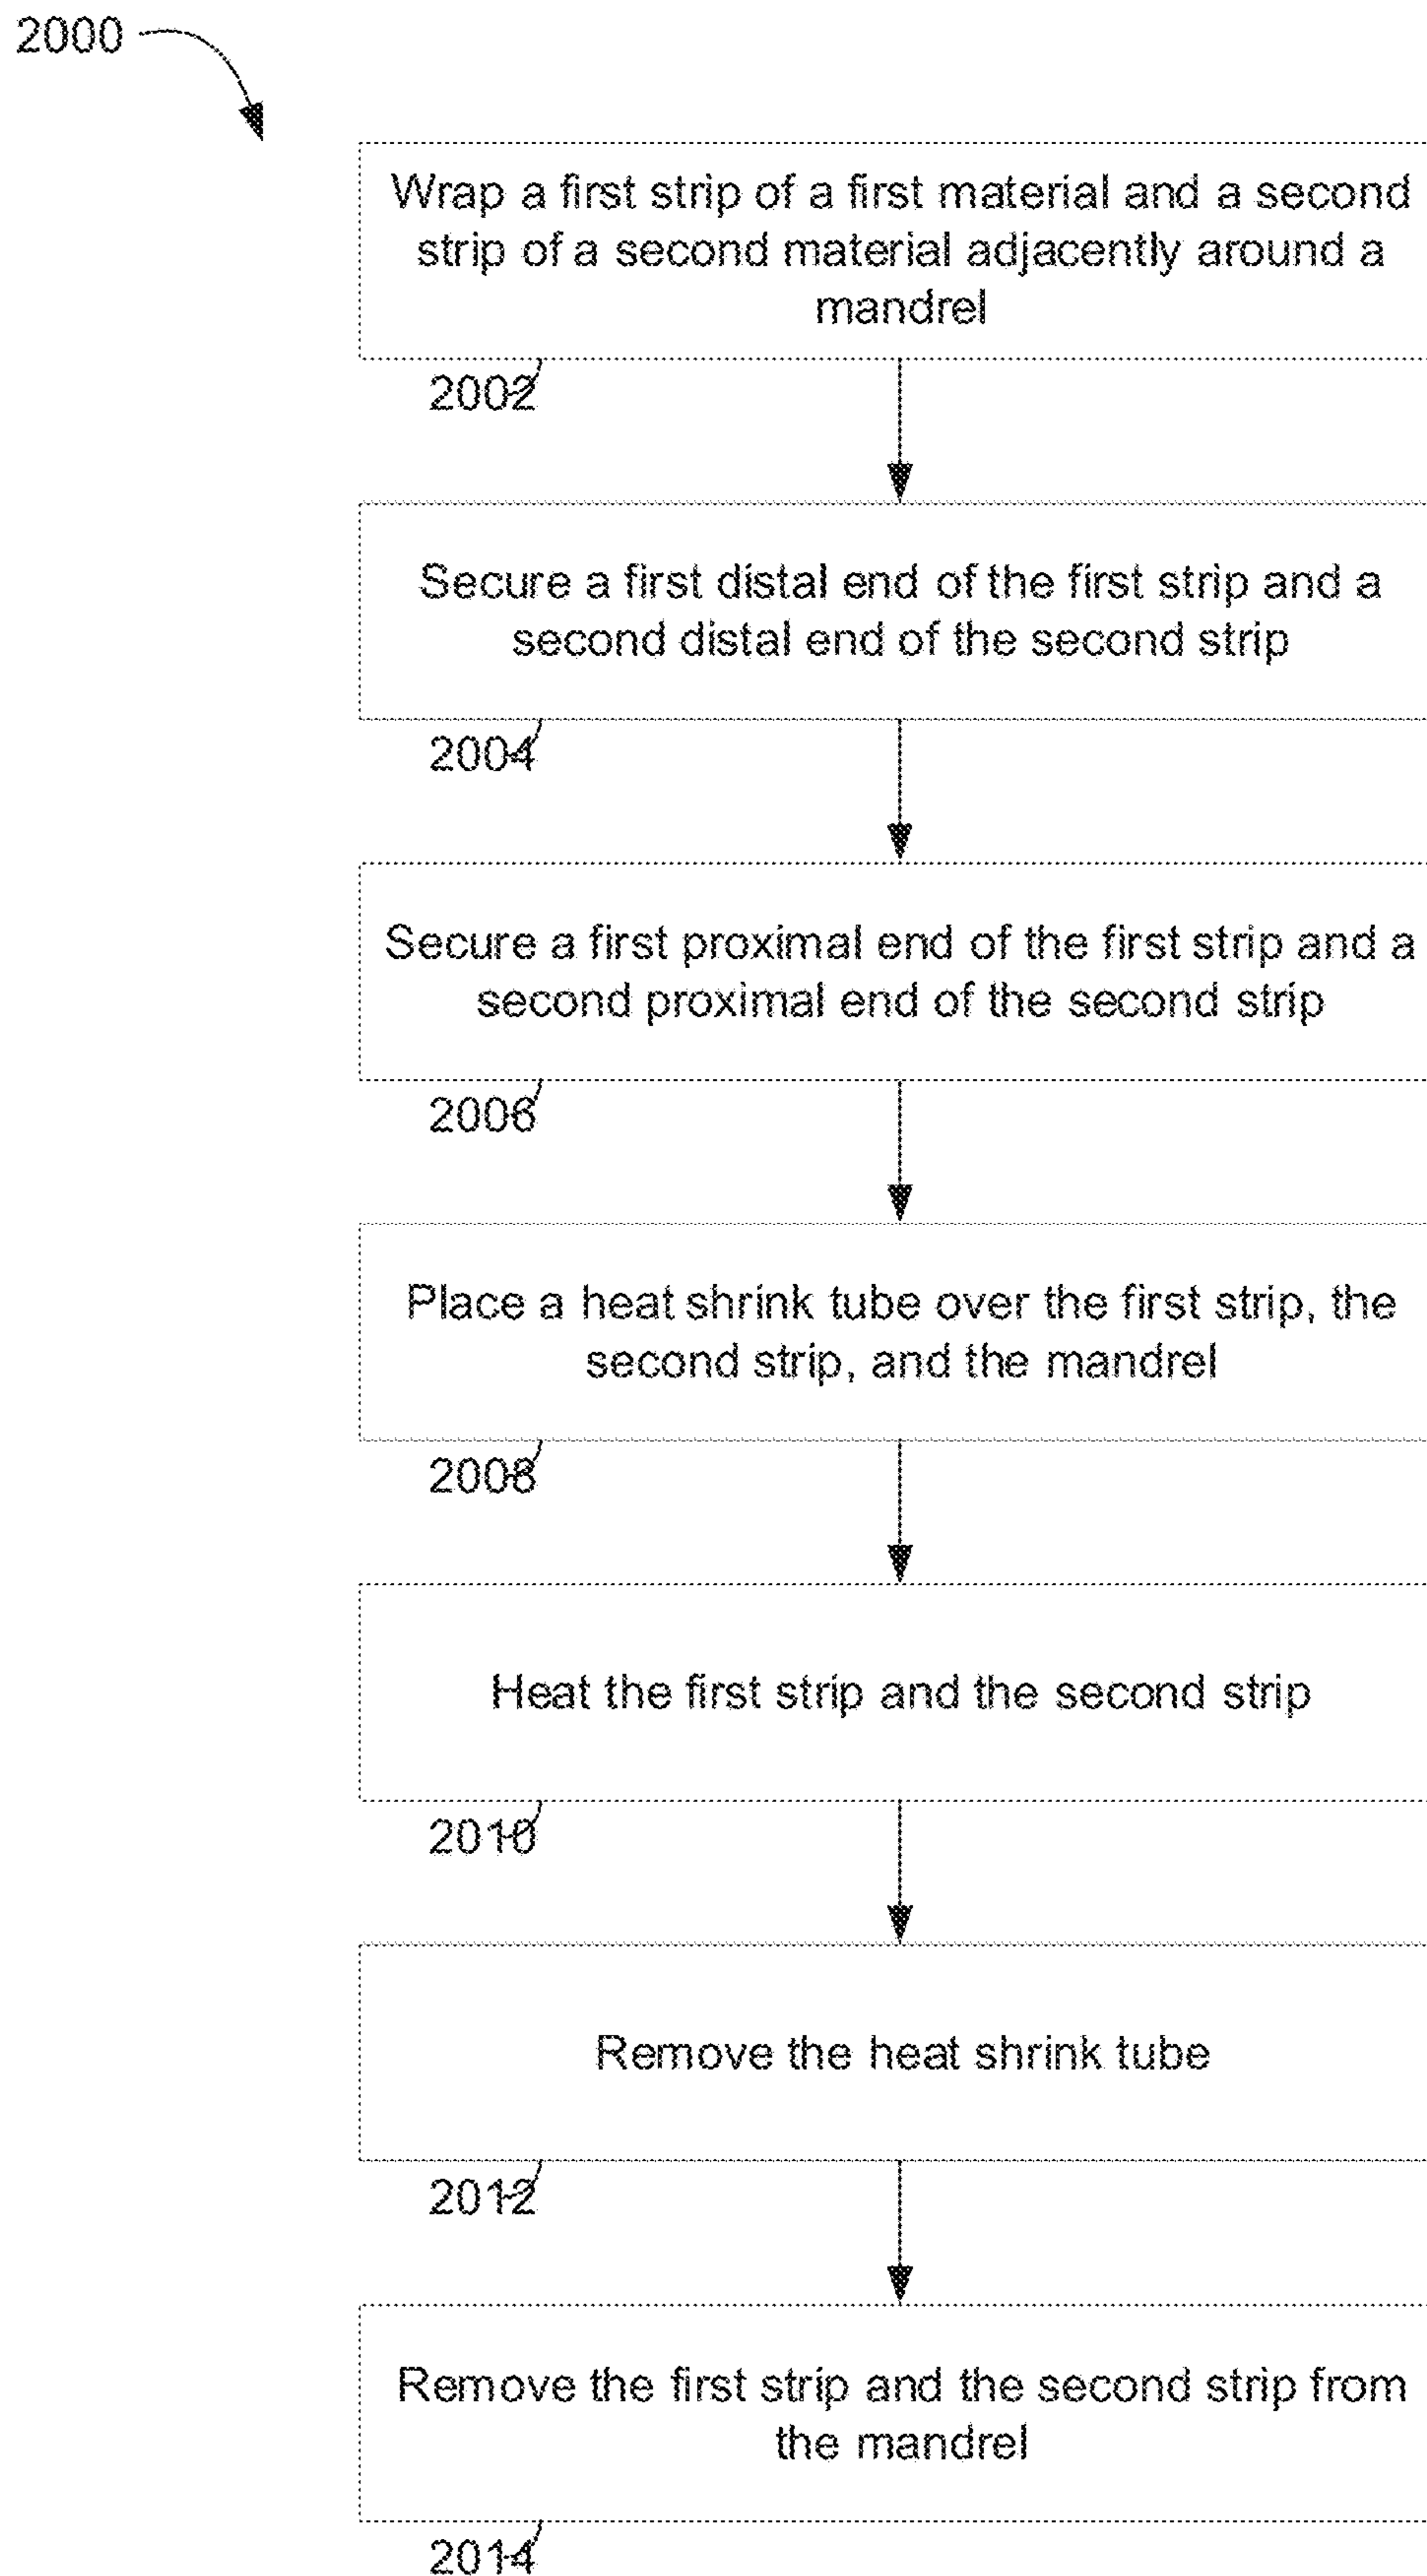 2000
Wrap a first strip of a first material and a second
strip of a second material adjacently around a
mandrel
2002
Secure a first distal end of the first strip and a
second distal end of the second strip
2004
Secure a first proximal end of the first strip and a
second proximal end of the second strip
2006
Place a heat shrink tube over the first strip, the
second strip, and the mandrel
2008
Heat the first strip and the second strip
2010
Remove the heat shrink tube
2012
Remove the first strip and the second strip from
the mandrel
2014